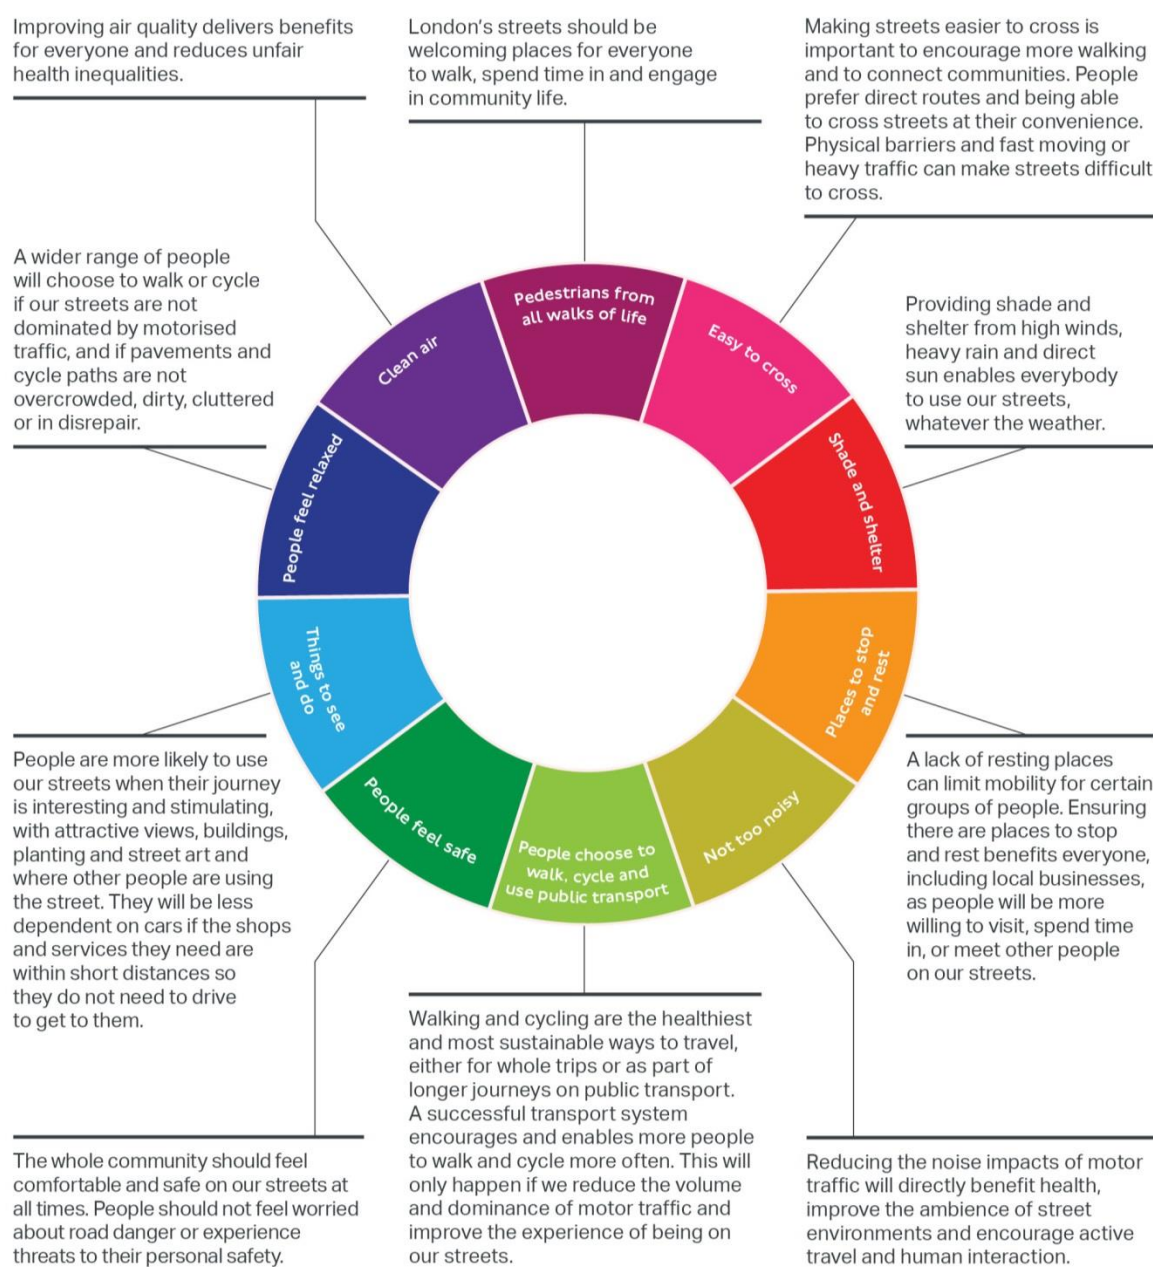 Improving air quality delivers benefits
for everyone and reduces unfair
health inequalities.
London's streets should be
welcoming places for everyone
to walk, spend time in and engage
in community life.
Making streets easier to cross is
important to encourage more walking
and to connect communities. People
prefer direct routes and being able
to cross streets at their convenience.
Physical barriers and fast moving or
heavy traffic can make streets difficult
to cross.
A wider range of people
will choose to walk or cycle
if our streets are not
dominated by motorised
traffic, and if pavements and
cycle paths are not
overcrowded, dirty, cluttered
or in disrepair.
Providing shade and
shelter from high winds,
heavy rain and direct
sun enables everybody
to use our streets,
whatever the weather.
Pedestrians from
all walks of life
Easy to cross
Shade and shelter
Places to stop
and rest
Not too noisy
People choose to
walk, cycle and
use public transport
People feel safe
Things to see
and do
People feel relaxed
Clean air
People are more likely to use
our streets when their journey
is interesting and stimulating,
with attractive views, buildings,
planting and street art and
where other people are using
the street. They will be less
dependent on cars if the shops
and services they need are
within short distances so
they do not need to drive
to get to them.
A lack of resting places
can limit mobility for certain
groups of people. Ensuring
there are places to stop
and rest benefits everyone,
including local businesses,
as people will be more
willing to visit, spend time
in, or meet other people
on our streets.
The whole community should feel
comfortable and safe on our streets at
all times. People should not feel worried
about road danger or experience
threats to their personal safety.
Walking and cycling are the healthiest
and most sustainable ways to travel,
either for whole trips or as part of
longer journeys on public transport.
A successful transport system
encourages and enables more people
to walk and cycle more often. This will
only happen if we reduce the volume
and dominance of motor traffic and
improve the experience of being on
our streets.
Reducing the noise impacts of motor
traffic will directly benefit health,
improve the ambience of street
environments and encourage active
travel and human interaction.